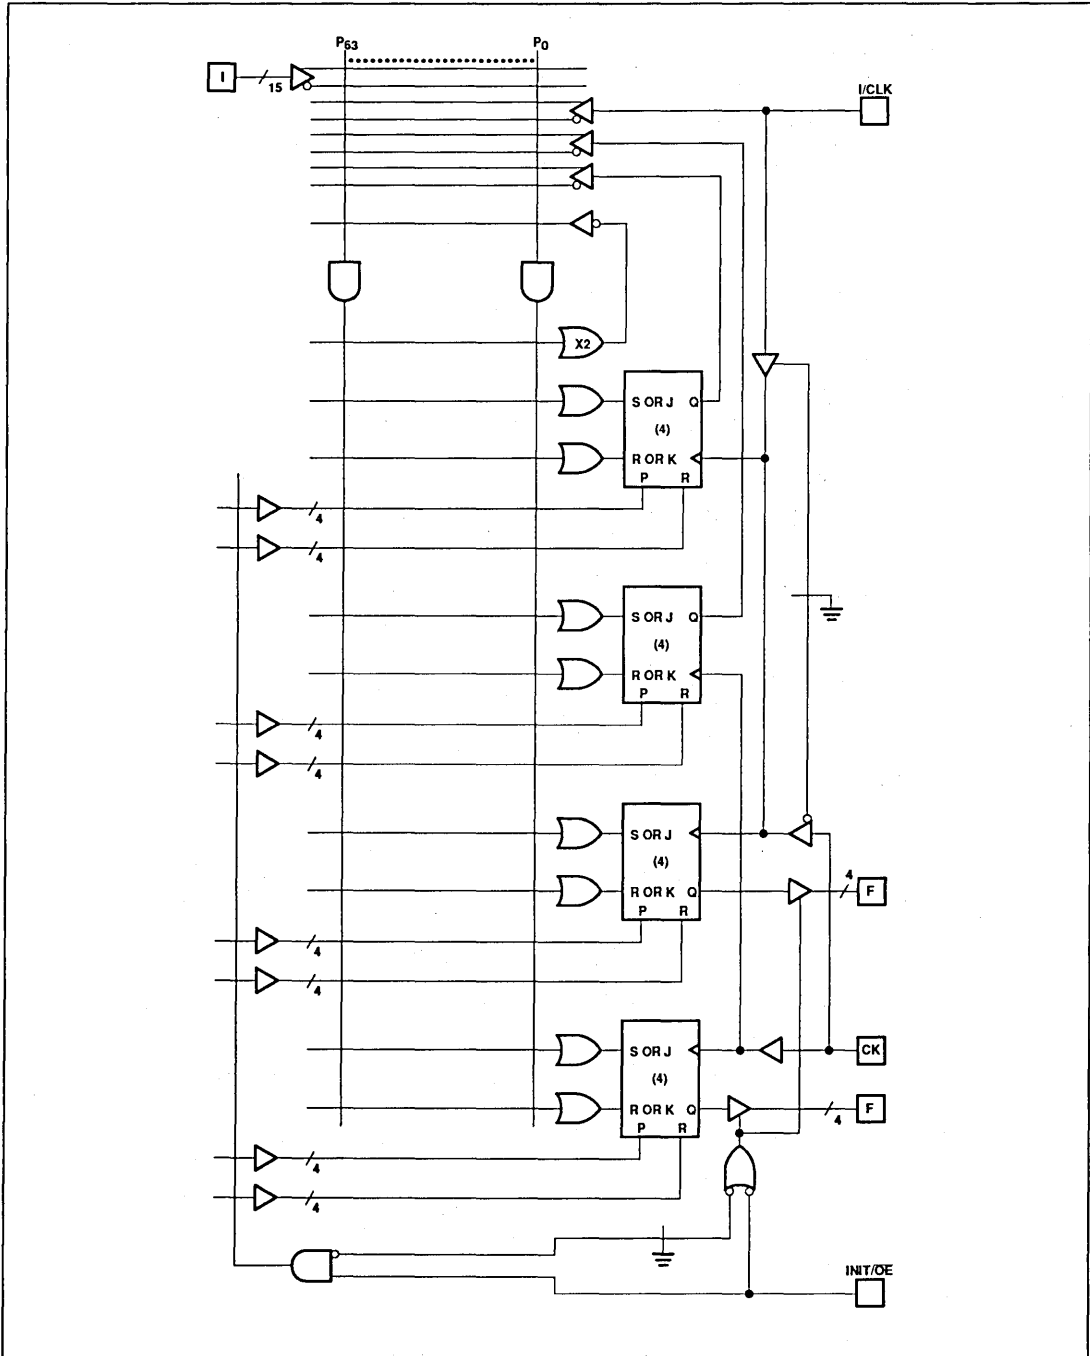 P63 P0
I 15
I/CLK
X2
S OR J Q
(4)
R OR K
P R
4
4
S OR J Q
(4)
R OR K
P R
4
4
S OR J
(4)
4
R OR K Q F
P R
4
4
S OR J CK
(4)
R OR K Q F
4
P R
4
4
INIT/O̅E̅